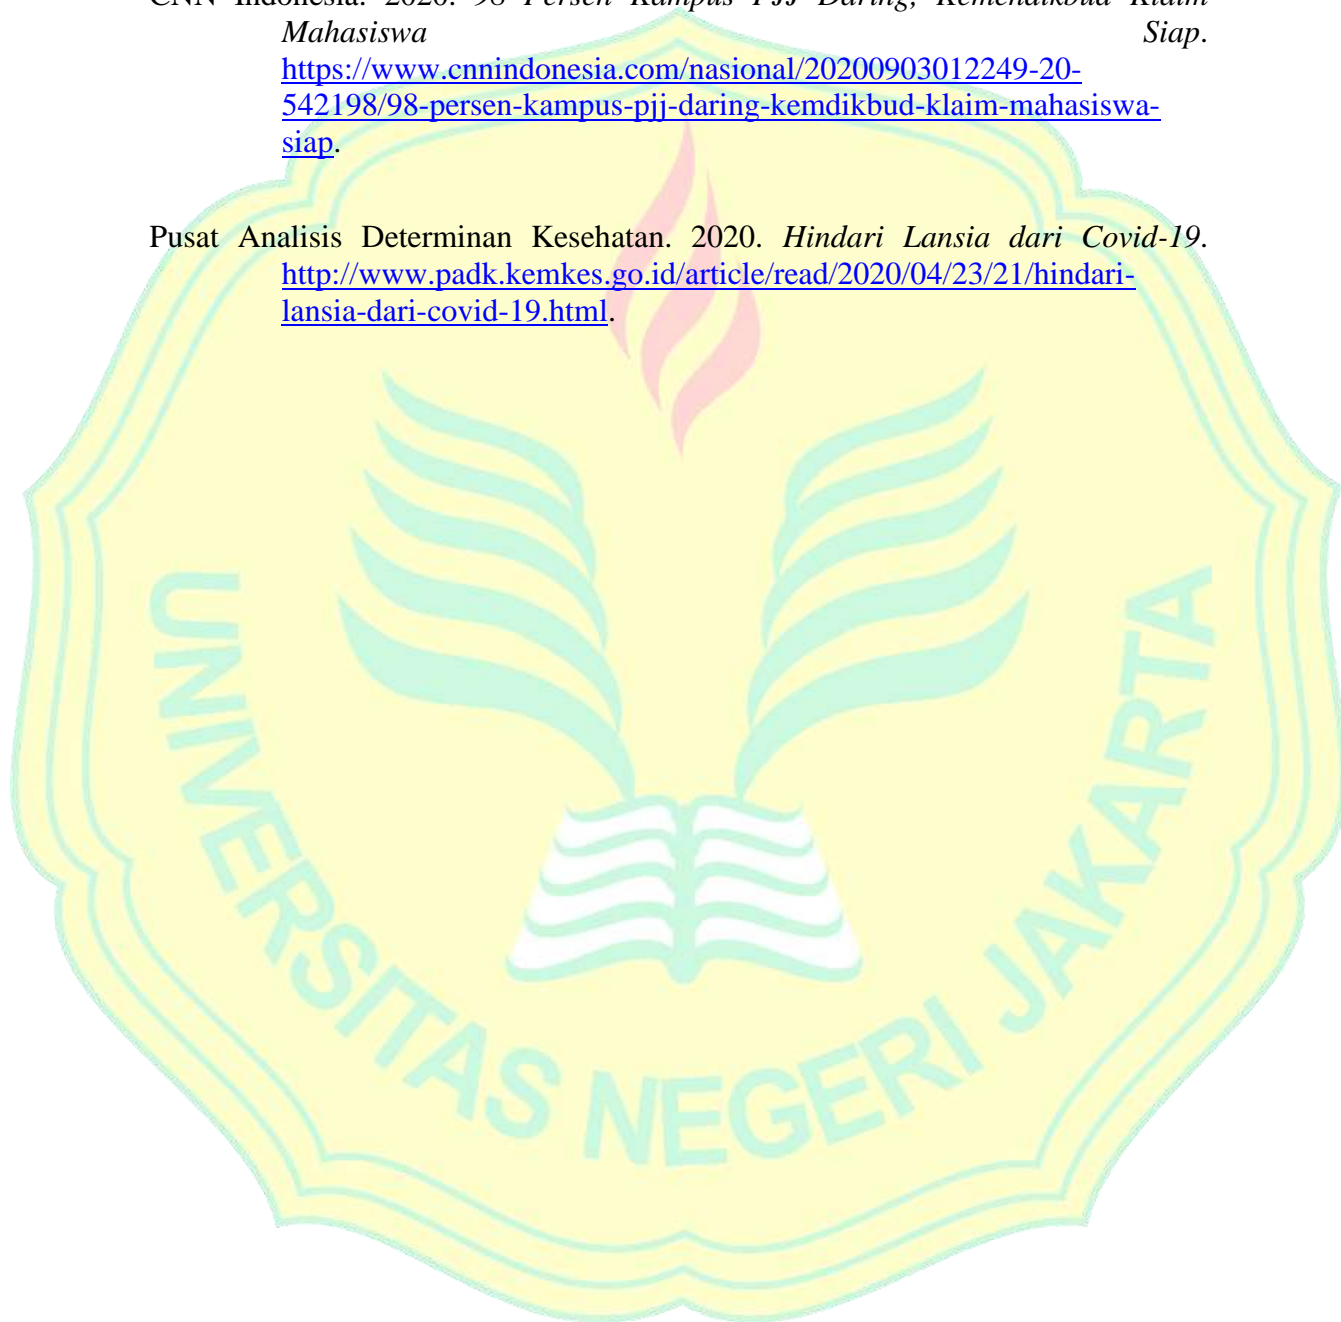 CNN Indonesia. 2020. 98 Persen Kampus PJJ Daring, Kemendikbud Klaim
Mahasiswa Siap.
https://www.cnnindonesia.com/nasional/20200903012249-20-
542198/98-persen-kampus-pjj-daring-kemdikbud-klaim-mahasiswa-
siap.
Pusat Analisis Determinan Kesehatan. 2020. Hindari Lansia dari Covid-19.
http://www.padk.kemkes.go.id/article/read/2020/04/23/21/hindari-
lansia-dari-covid-19.html.
UNIVERSITAS NEGERI JAKARTA